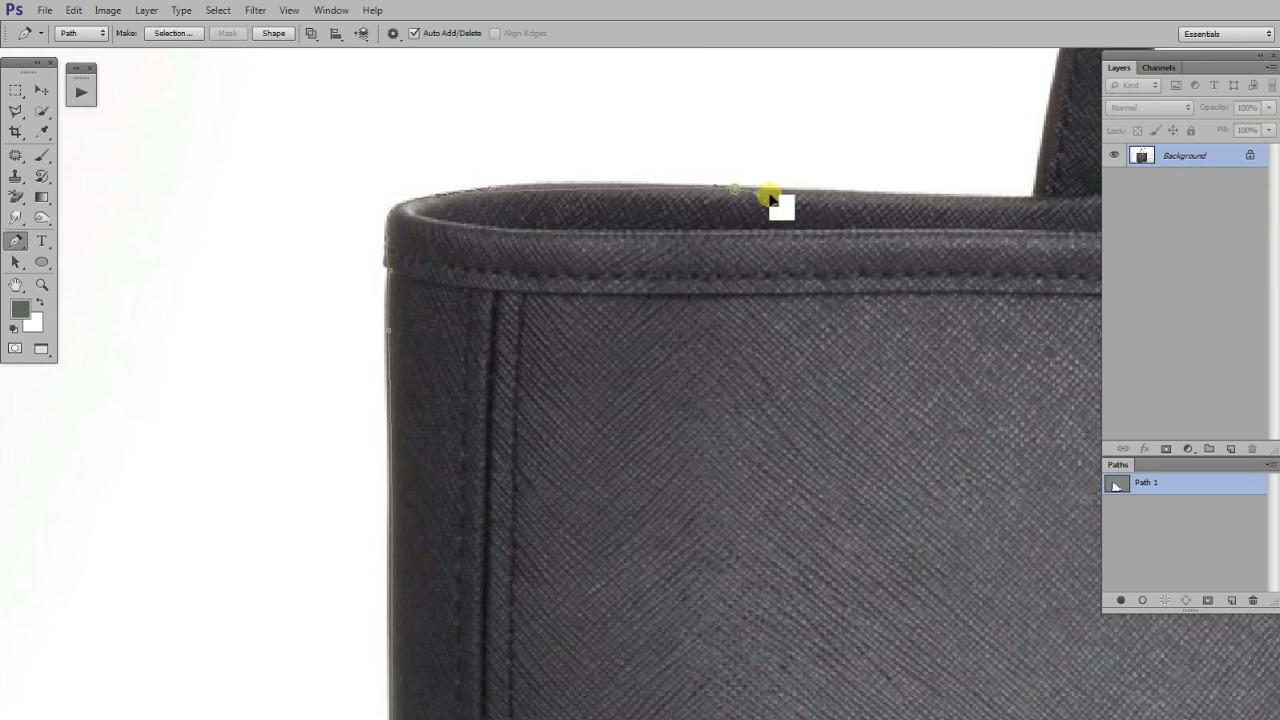 Ps File Edit Image Layer Type Select Filter View Window Help
Path Make: Selection... Mask Shape Auto Add/Delete Align Edges Essentials
Layers Channels
Kind
Normal Opacity: 100%
Lock: Fill: 100%
Background
Paths
Path 1